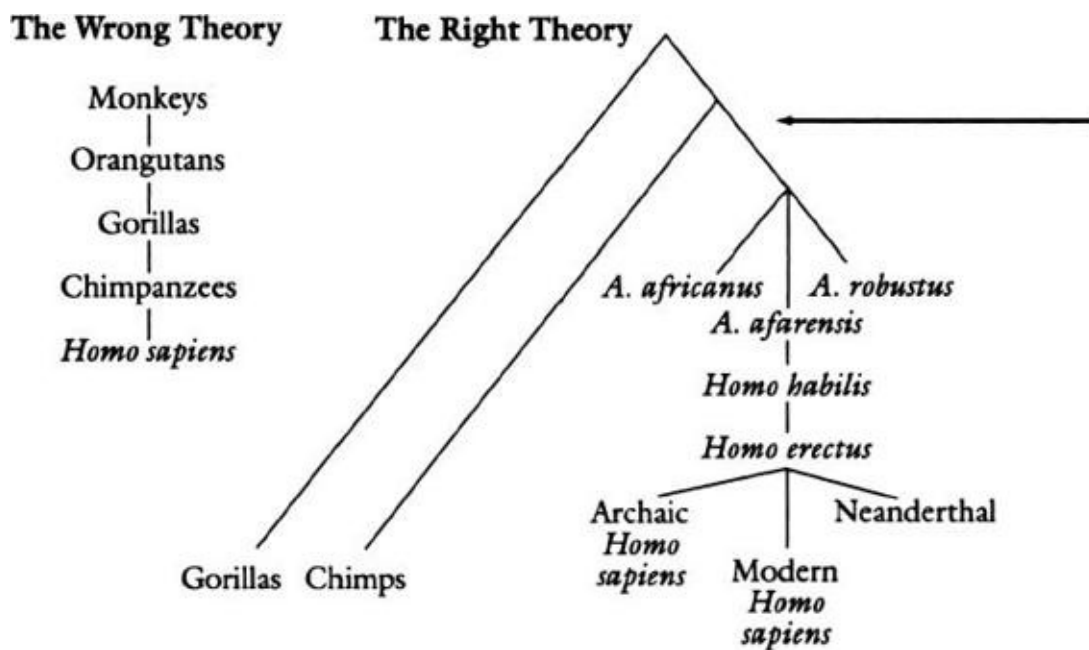 The Wrong Theory
Monkeys
Orangutans
Gorillas
Chimpanzees
Homo sapiens
The Right Theory
A. africanus
A. robustus
A. afarensis
Homo habilis
Homo erectus
Archaic
Homo
sapiens
Neanderthal
Modern
Homo
sapiens
Gorillas
Chimps